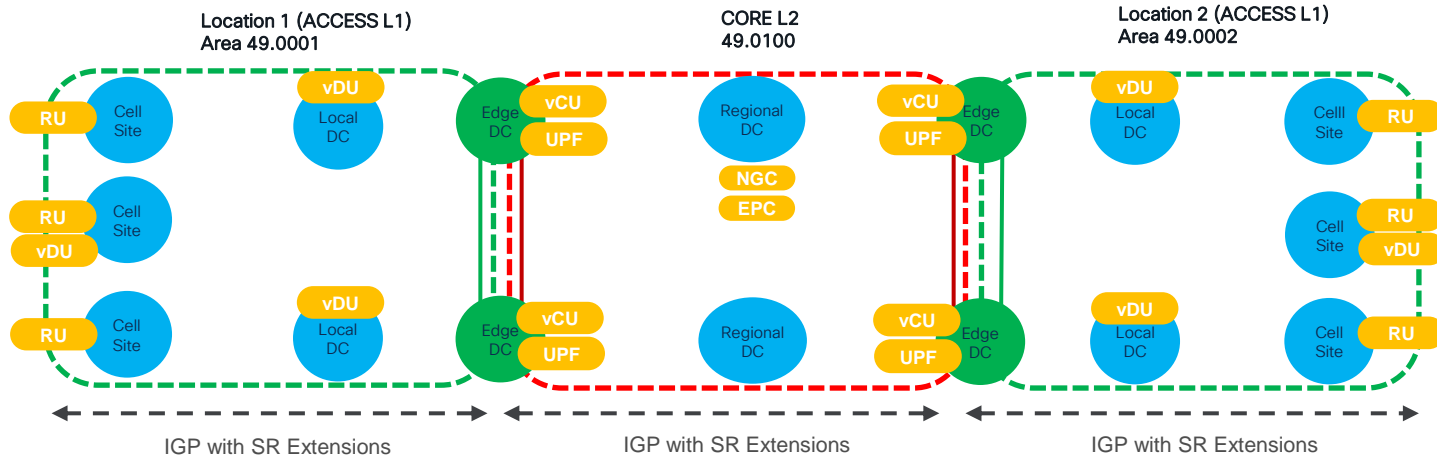 Location 1 (ACCESS L1)
Area 49.0001
CORE L2
49.0100
Location 2 (ACCESS L1)
Area 49.0002
RU
Cell
Site
vDU
Local
DC
Edge
DC
vCU
UPF
Regional
DC
NGC
EPC
vCU
UPF
Edge
DC
vDU
Local
DC
Celll
Site
RU
RU
vDU
Cell
Site
Cell
Site
RU
vDU
RU
Cell
Site
vDU
Local
DC
Edge
DC
vCU
UPF
Regional
DC
vCU
UPF
Edge
DC
vDU
Local
DC
Cell
Site
RU
IGP with SR Extensions
IGP with SR Extensions
IGP with SR Extensions